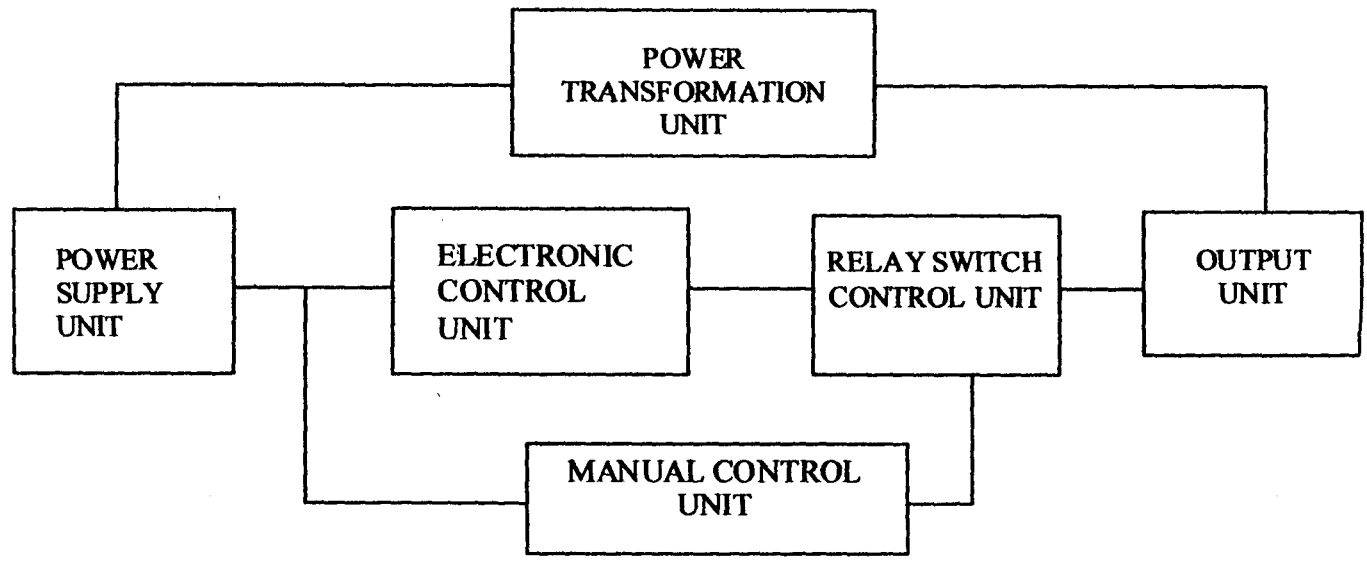 POWER
TRANSFORMATION
UNIT
POWER
SUPPLY
UNIT
ELECTRONIC
CONTROL
UNIT
RELAY SWITCH
CONTROL UNIT
OUTPUT
UNIT
MANUAL CONTROL
UNIT